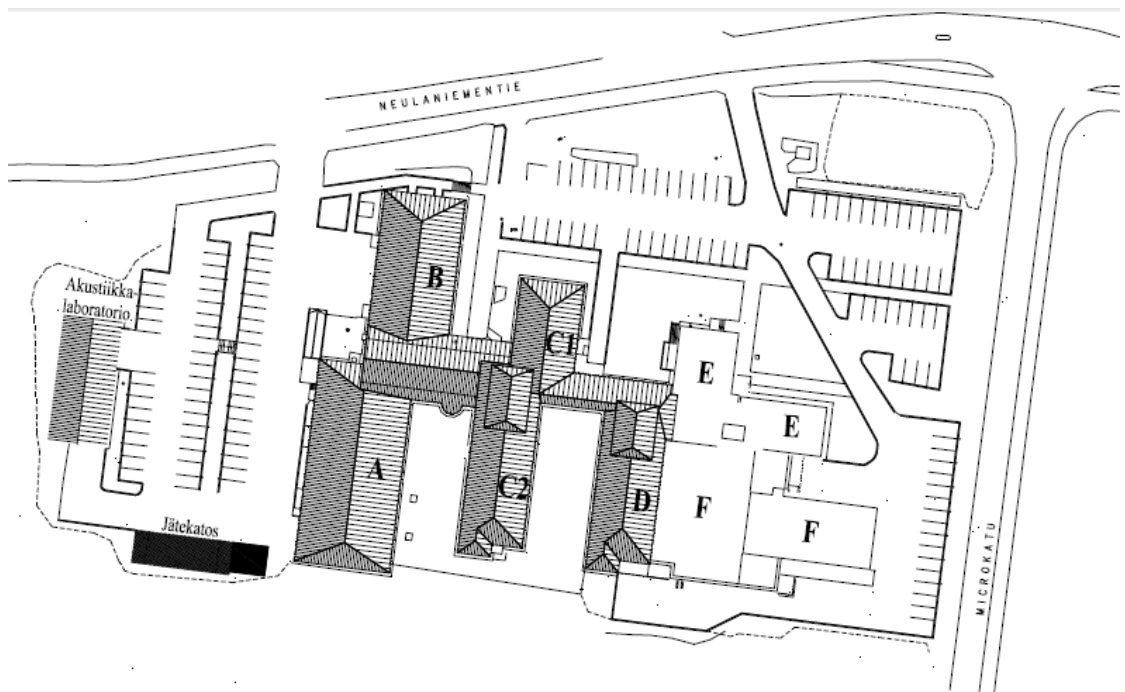 NEULANIEMENTIE
B
Akustiikka-
laboratorio.
C1
E
E
A
C2
D
F
F
Jätekatos
MICROKATU